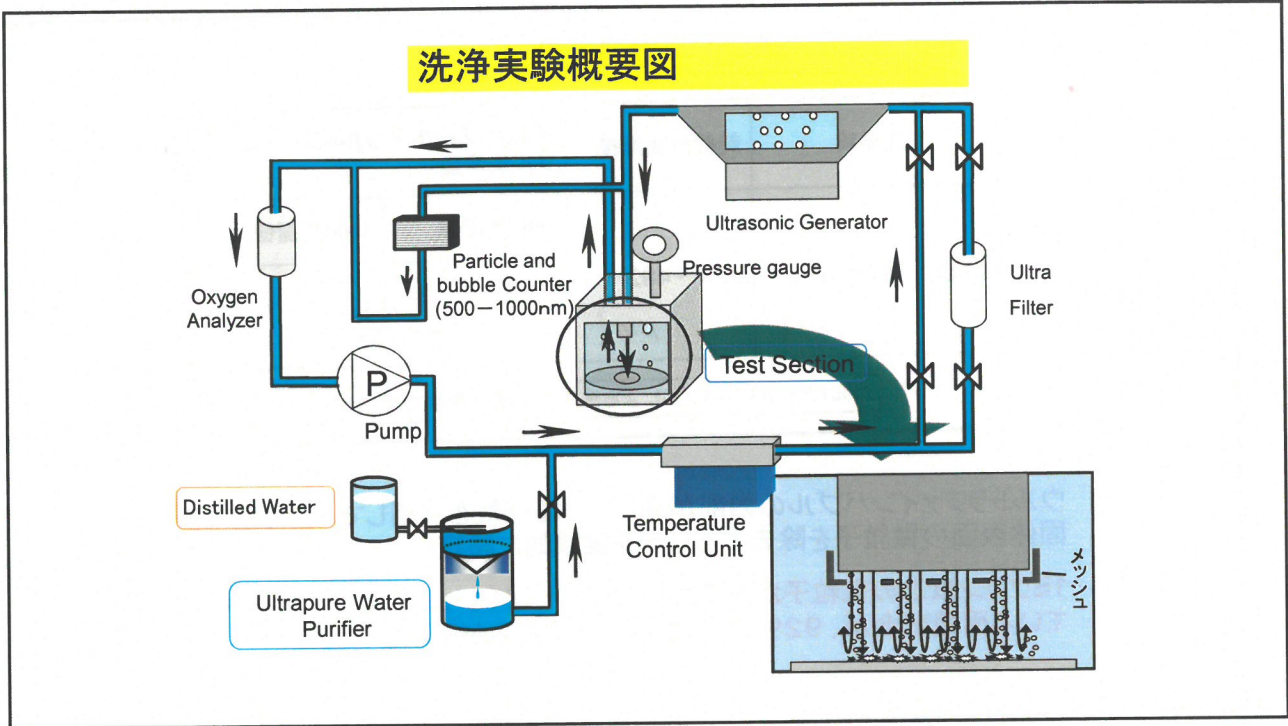 洗浄実験概要図
Ultrasonic Generator
Pressure gauge
Particle and
bubble Counter
(500－1000nm)
Oxygen
Analyzer
Ultra
Filter
Test Section
P
Pump
Distilled Water
Temperature
Control Unit
Ultrapure Water
Purifier
メッシュ